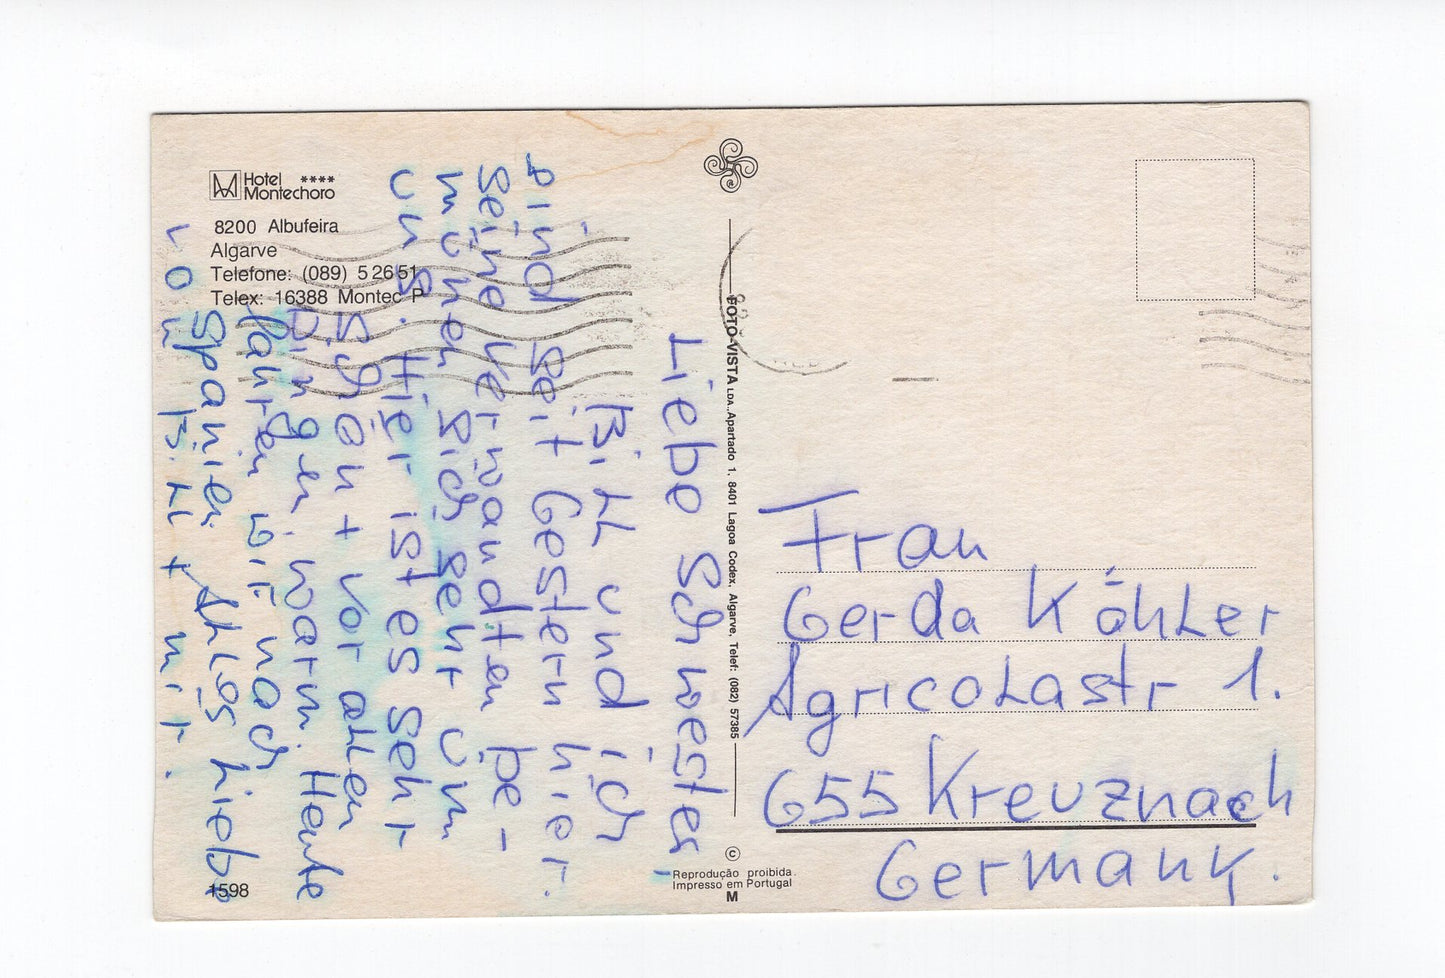 Hotel ****
Montechoro
8200 Albufeira
Algarve
Telefone: (089) 52651
Telex: 16388 Montec P
Liebe Schwester,
Bill und ich
sind seit Gestern hier.
Seine Verwandten be-
mühen sich sehr um
uns. Hier ist es sehr
schön + vor allen
Dingen warm. Heute
fahren wir nach
Spanien. Alles Liebe
von Bill + mir.
1598
FOTO-VISTA LDA., Apartado 1, 8401 Lagoa Codex, Algarve, Telef: (082) 57385
©
Reprodução proibida.
Impresso em Portugal
M
Frau
Gerda Köhler
Agricolastr 1.
655 Kreuznach
Germany.